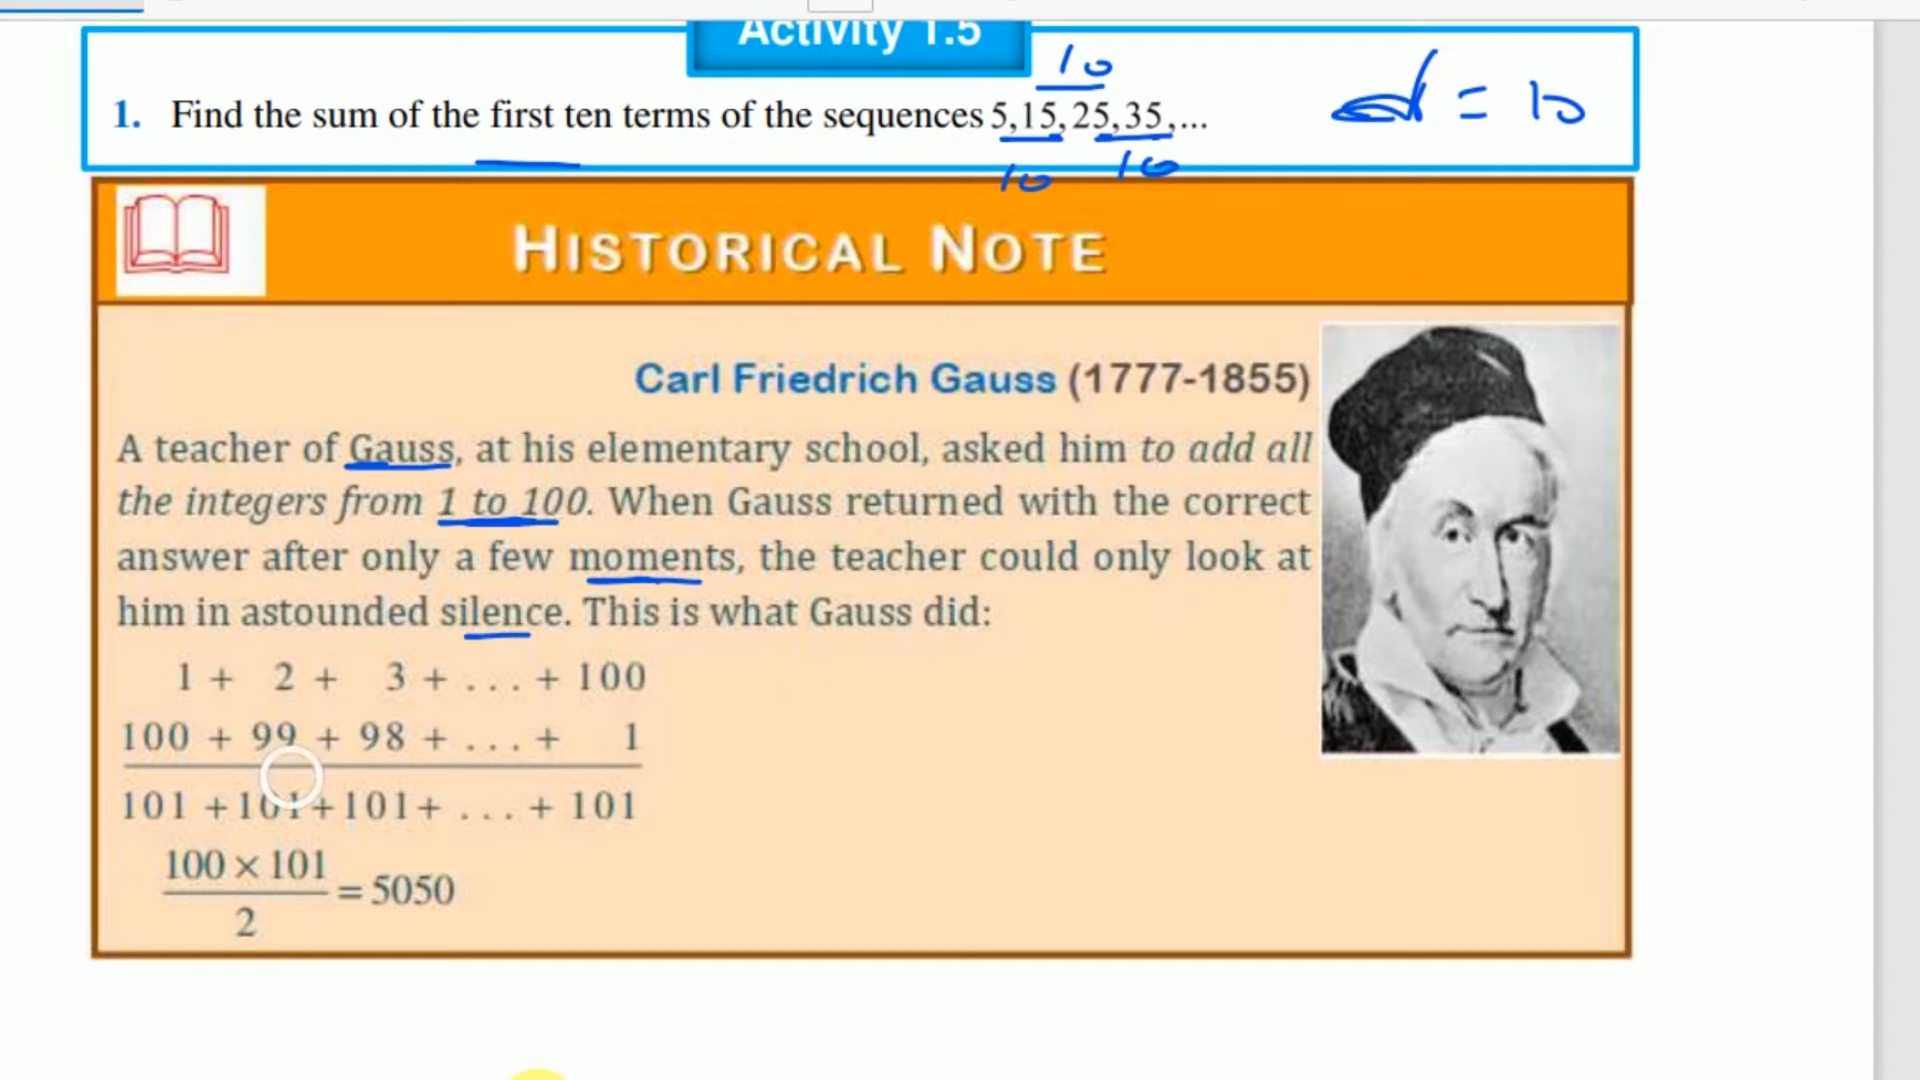 Activity 1.5
10
1. Find the sum of the first ten terms of the sequences 5,15,25,35,...
d = 10
10 10
HISTORICAL NOTE
Carl Friedrich Gauss (1777-1855)
A teacher of Gauss, at his elementary school, asked him to add all
the integers from 1 to 100. When Gauss returned with the correct
answer after only a few moments, the teacher could only look at
him in astounded silence. This is what Gauss did:
1 + 2 + 3 + . . . + 100
100 + 99 + 98 + . . . + 1
101 +101+101+ . . . + 101
100 × 101
= 5050
2